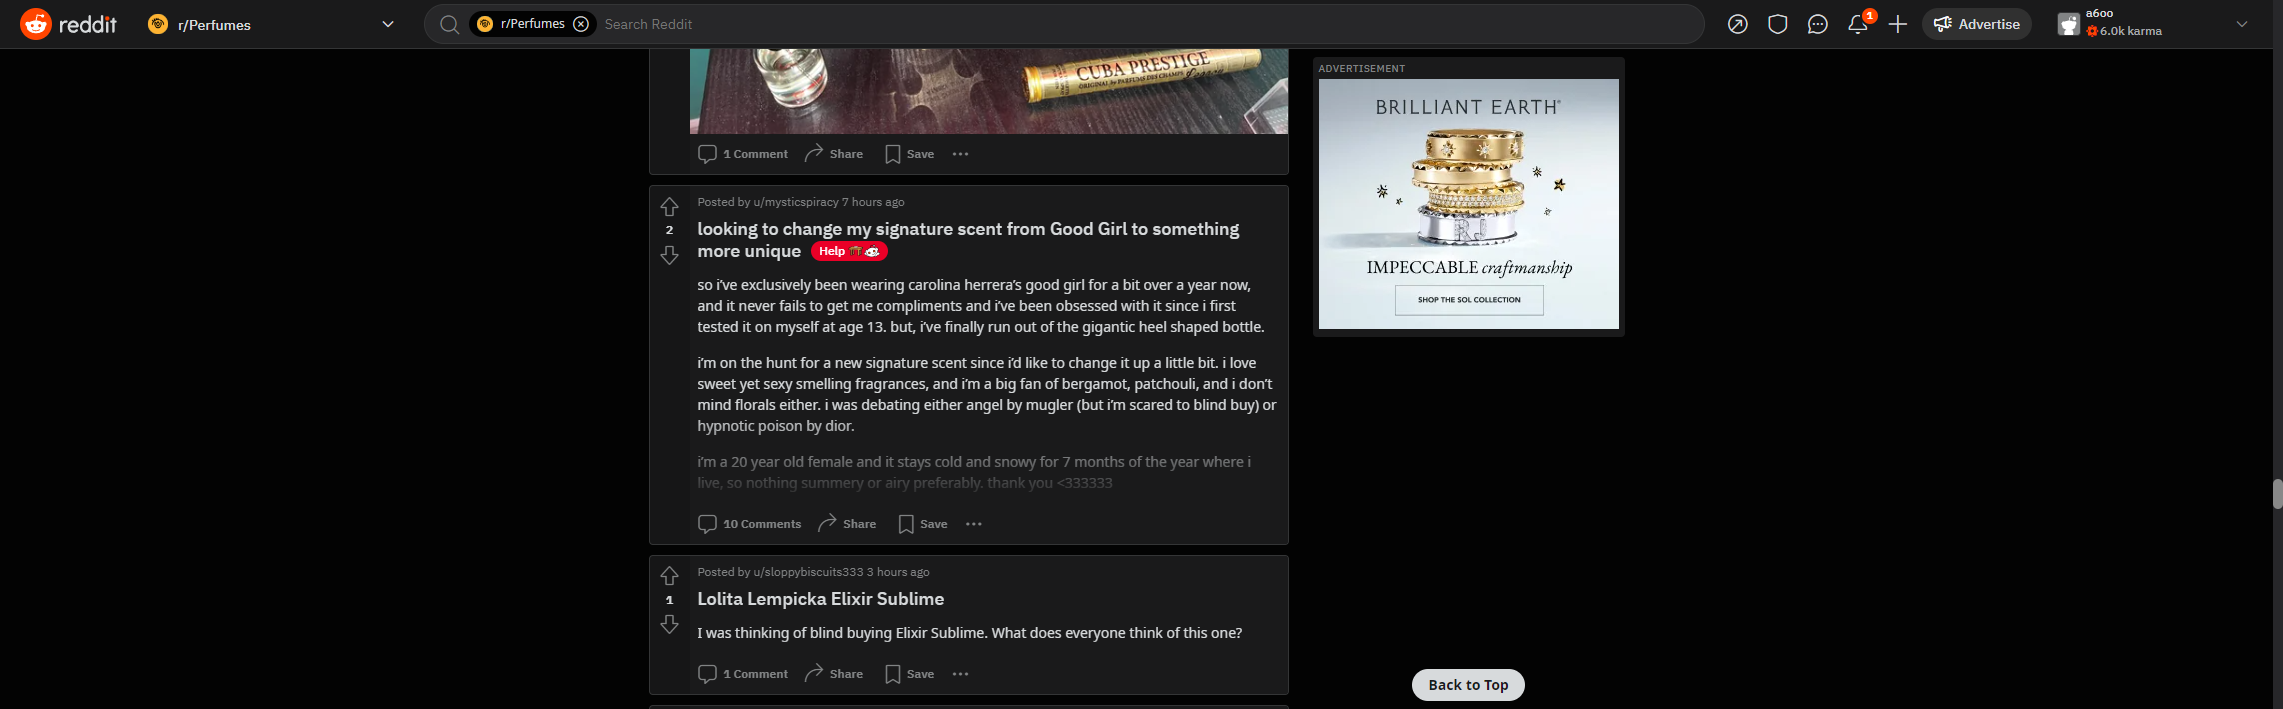 reddit
r/Perfumes
r/Perfumes
Search Reddit
1
Advertise
a6oo
6.0k karma
CUBA PRESTIGE
ORIGINAL by PARFUMS DES CHAMPS
Legacy
1 Comment
Share
Save
Posted by u/mysticspiracy 7 hours ago
2
looking to change my signature scent from Good Girl to something
more unique Help
so i've exclusively been wearing carolina herrera's good girl for a bit over a year now,
and it never fails to get me compliments and i've been obsessed with it since i first
tested it on myself at age 13. but, i've finally run out of the gigantic heel shaped bottle.
i'm on the hunt for a new signature scent since i'd like to change it up a little bit. i love
sweet yet sexy smelling fragrances, and i'm a big fan of bergamot, patchouli, and i don't
mind florals either. i was debating either angel by mugler (but i'm scared to blind buy) or
hypnotic poison by dior.
i'm a 20 year old female and it stays cold and snowy for 7 months of the year where i
live, so nothing summery or airy preferably. thank you <333333
10 Comments
Share
Save
Posted by u/sloppybiscuits333 3 hours ago
1
Lolita Lempicka Elixir Sublime
I was thinking of blind buying Elixir Sublime. What does everyone think of this one?
1 Comment
Share
Save
ADVERTISEMENT
BRILLIANT EARTH®
RJ
IMPECCABLE craftmanship
SHOP THE SOL COLLECTION
Back to Top